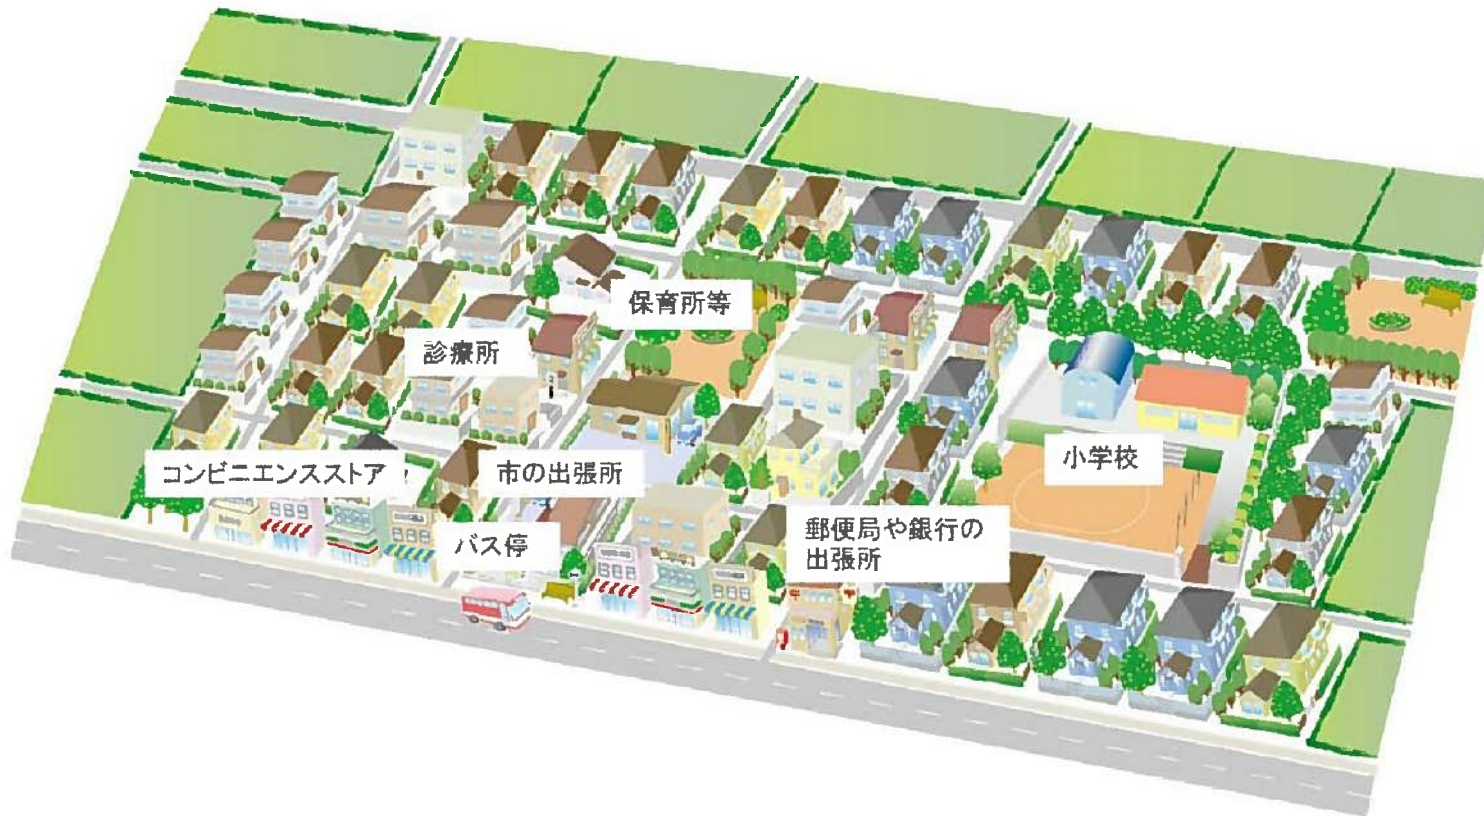 保育所等
診療所
小学校
コンビニエンスストア
市の出張所
バス停
郵便局や銀行の
出張所